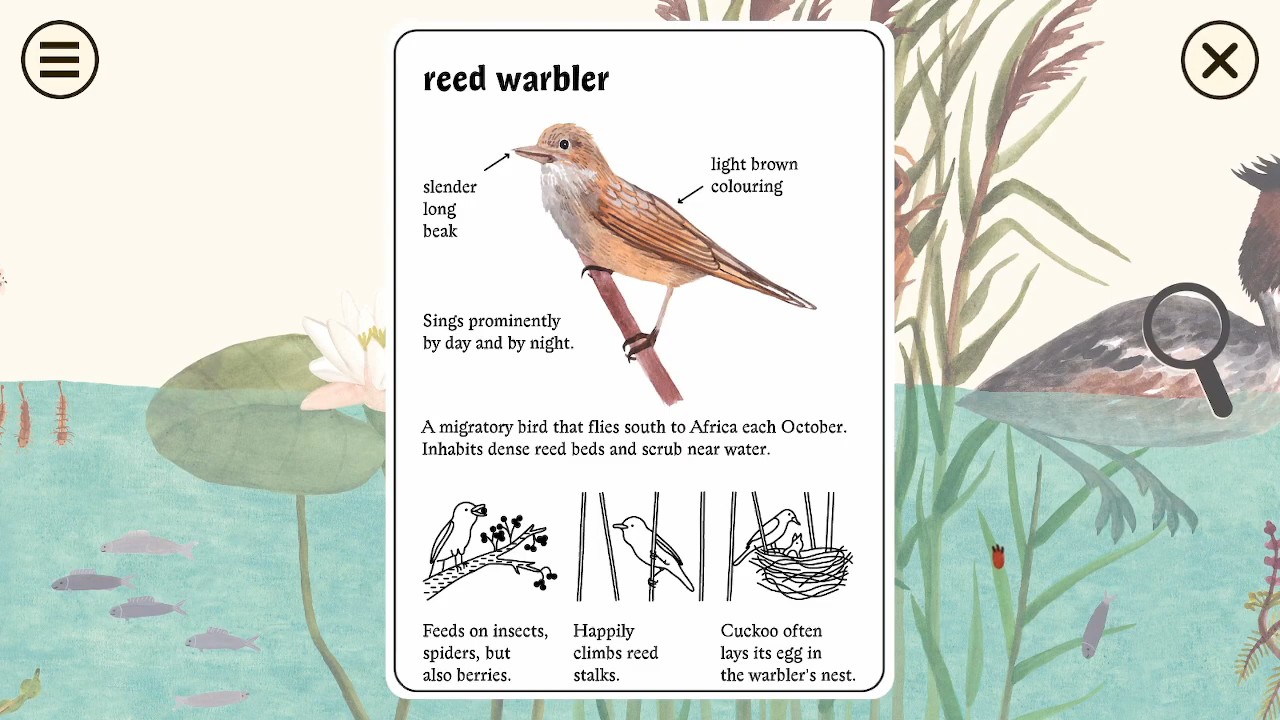 reed warbler
slender
long
beak
light brown
colouring
Sings prominently
by day and by night.
A migratory bird that flies south to Africa each October.
Inhabits dense reed beds and scrub near water.
Feeds on insects,
spiders, but
also berries.
Happily
climbs reed
stalks.
Cuckoo often
lays its egg in
the warbler's nest.